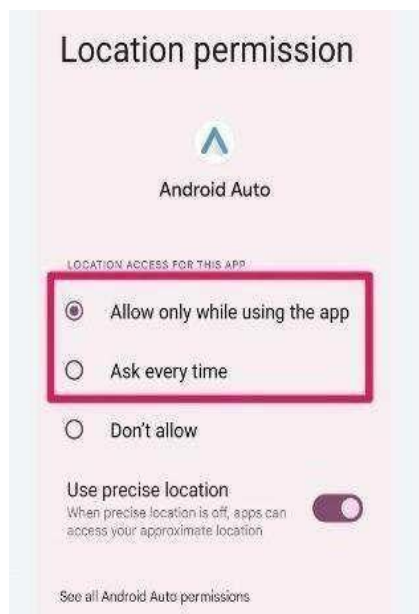 Location permission
Android Auto
LOCATION ACCESS FOR THIS APP
Allow only while using the app
Ask every time
Don't allow
Use precise location
When precise location is off, apps can
access your approximate location
See all Android Auto permissions